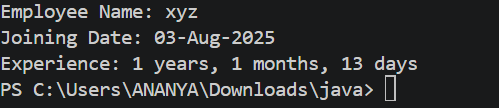 Employee Name: xyz
Joining Date: 03-Aug-2025
Experience: 1 years, 1 months, 13 days
PS C:\Users\ANANYA\Downloads\java>